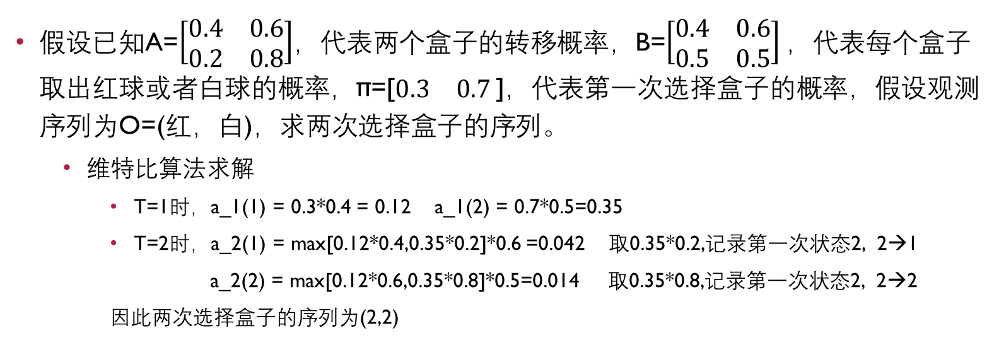 • 假设已知A=[0.4 0.6 0.2 0.8]，代表两个盒子的转移概率，B=[0.4 0.6 0.5 0.5]，代表每个盒子
取出红球或者白球的概率，π=[0.3 0.7 ]，代表第一次选择盒子的概率，假设观测
序列为O=(红，白)，求两次选择盒子的序列。
• 维特比算法求解
• T=1时，a_1(1) = 0.3*0.4 = 0.12 a_1(2) = 0.7*0.5=0.35
• T=2时，a_2(1) = max[0.12*0.4,0.35*0.2]*0.6 =0.042 取0.35*0.2,记录第一次状态2，2→1
a_2(2) = max[0.12*0.6,0.35*0.8]*0.5=0.014 取0.35*0.8,记录第一次状态2，2→2
因此两次选择盒子的序列为(2,2)